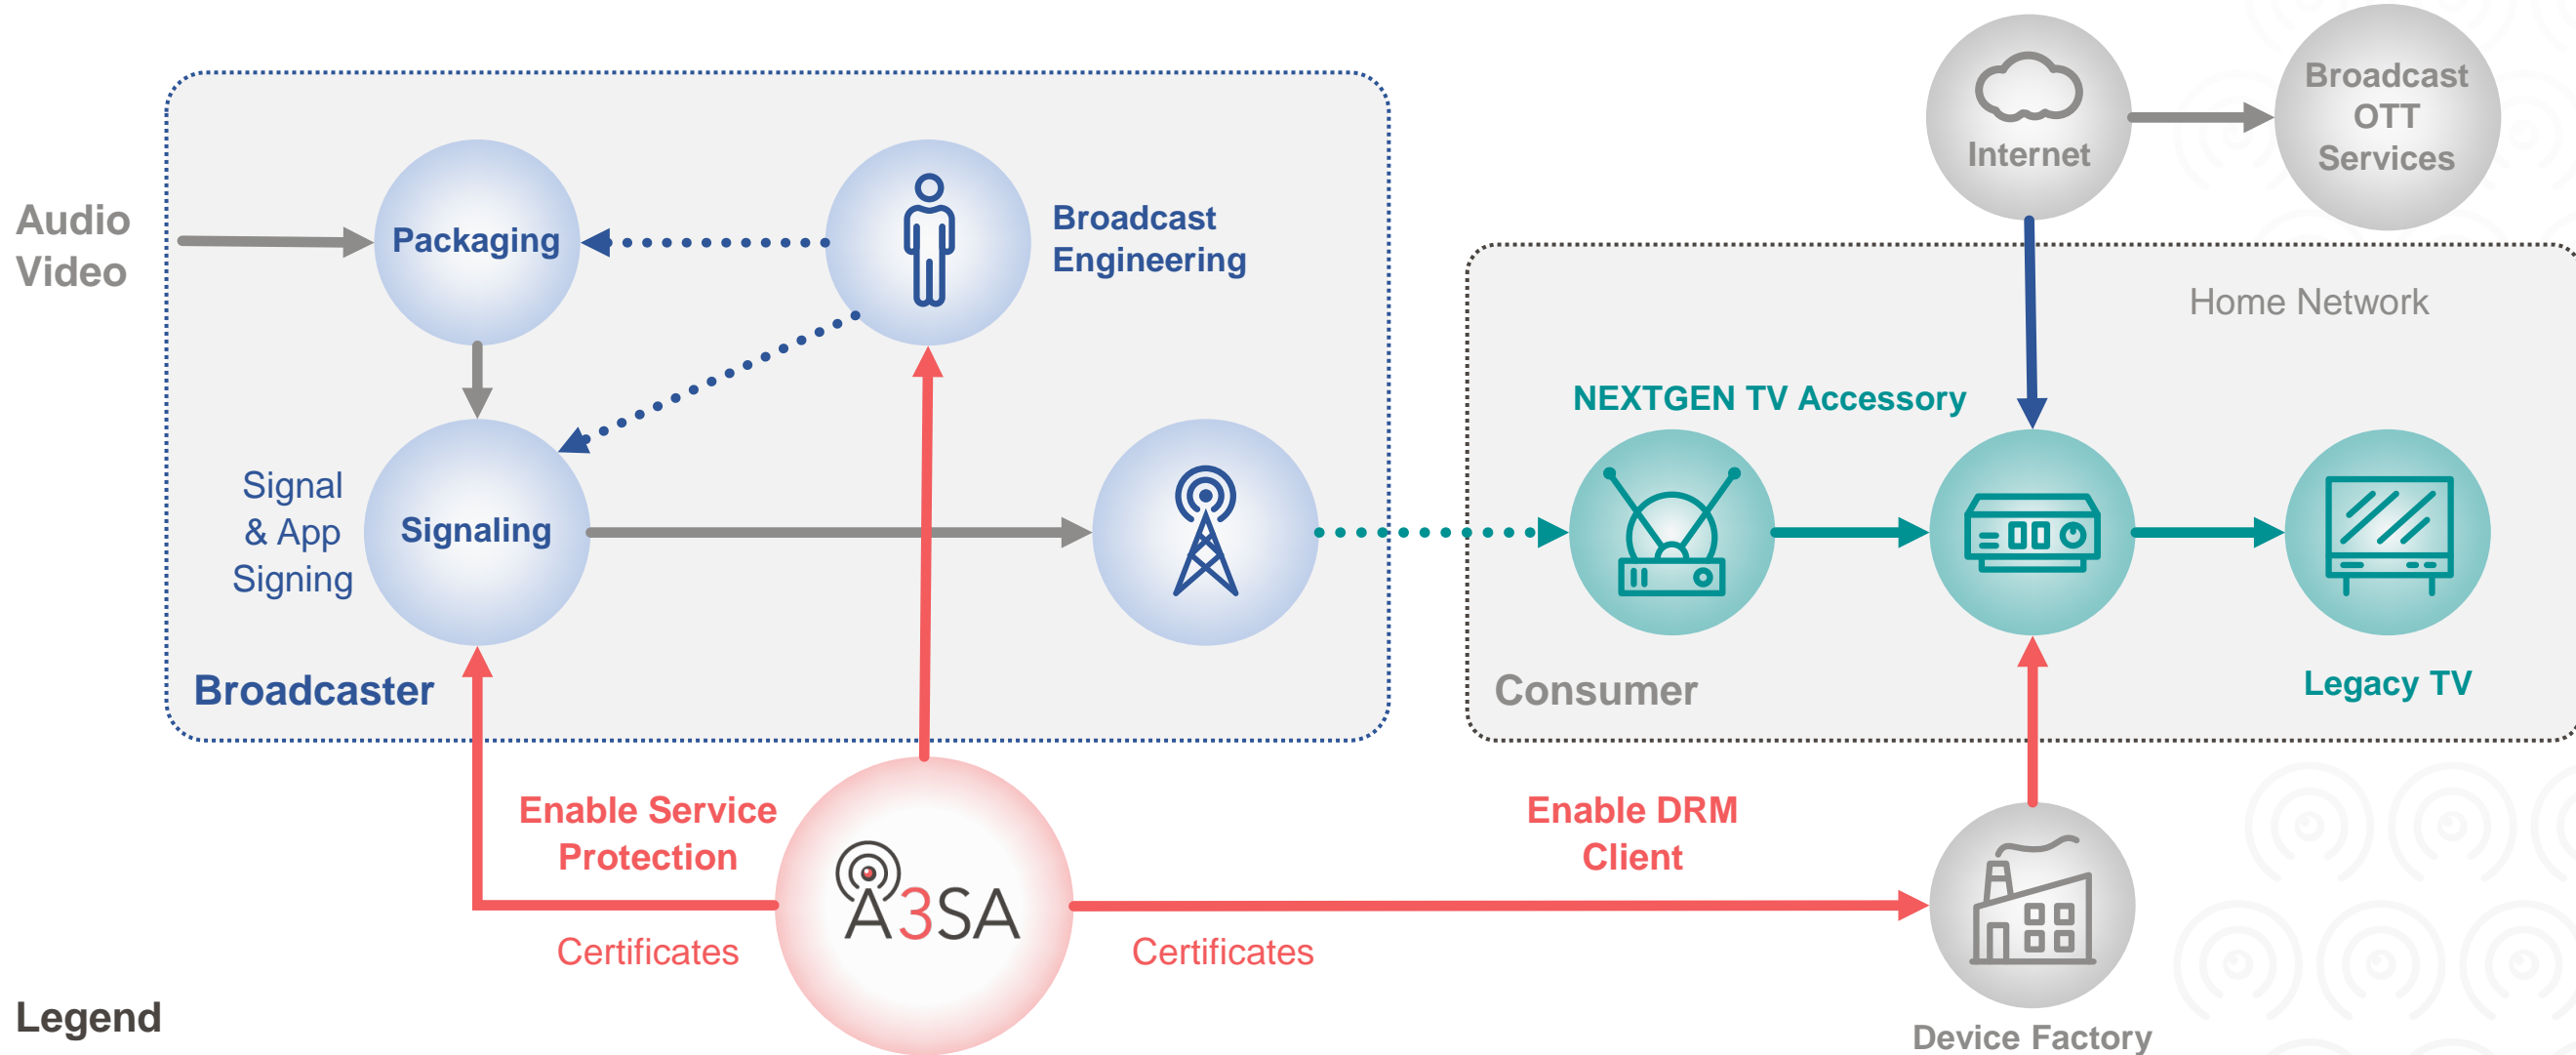 Audio
Video
Packaging
Broadcast
Engineering
Signal
& App
Signing
Signaling
Broadcaster
Internet
Broadcast
OTT
Services
Home Network
NEXTGEN TV Accessory
Consumer
Legacy TV
Enable Service
Protection
Certificates
A3SA
Enable DRM
Client
Certificates
Device Factory
Legend